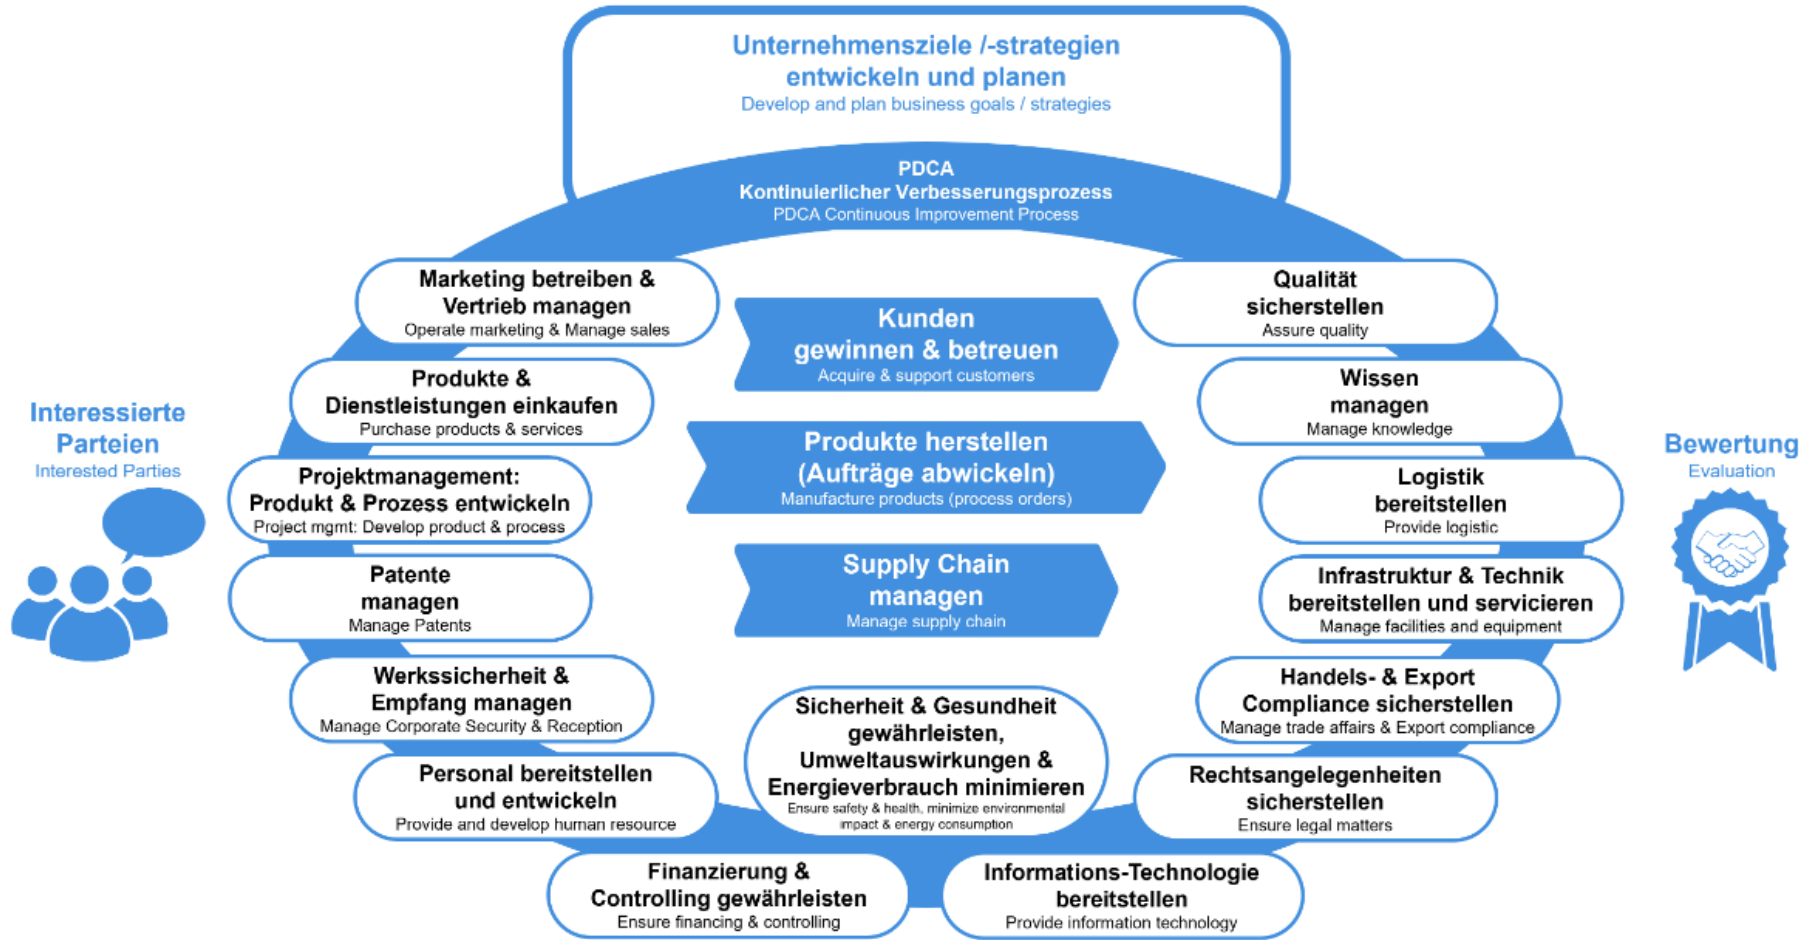 Unternehmensziele /-strategien
entwickeln und planen
Develop and plan business goals / strategies
PDCA
Kontinuierlicher Verbesserungsprozess
PDCA Continuous Improvement Process
Marketing betreiben &
Vertrieb managen
Operate marketing & Manage sales
Produkte &
Dienstleistungen einkaufen
Purchase products & services
Projektmanagement:
Produkt & Prozess entwickeln
Project mgmt: Develop product & process
Patente
managen
Manage Patents
Werkssicherheit &
Empfang managen
Manage Corporate Security & Reception
Personal bereitstellen
und entwickeln
Provide and develop human resource
Finanzierung &
Controlling gewährleisten
Ensure financing & controlling
Interessierte
Parteien
Interested Parties
Kunden
gewinnen & betreuen
Acquire & support customers
Produkte herstellen
(Aufträge abwickeln)
Manufacture products (process orders)
Supply Chain
managen
Manage supply chain
Sicherheit & Gesundheit
gewährleisten,
Umweltauswirkungen &
Energieverbrauch minimieren
Ensure safety & health, minimize environmental
impact & energy consumption
Qualität
sicherstellen
Assure quality
Wissen
managen
Manage knowledge
Logistik
bereitstellen
Provide logistic
Infrastruktur & Technik
bereitstellen und servicieren
Manage facilities and equipment
Handels- & Export
Compliance sicherstellen
Manage trade affairs & Export compliance
Rechtsangelegenheiten
sicherstellen
Ensure legal matters
Informations-Technologie
bereitstellen
Provide information technology
Bewertung
Evaluation